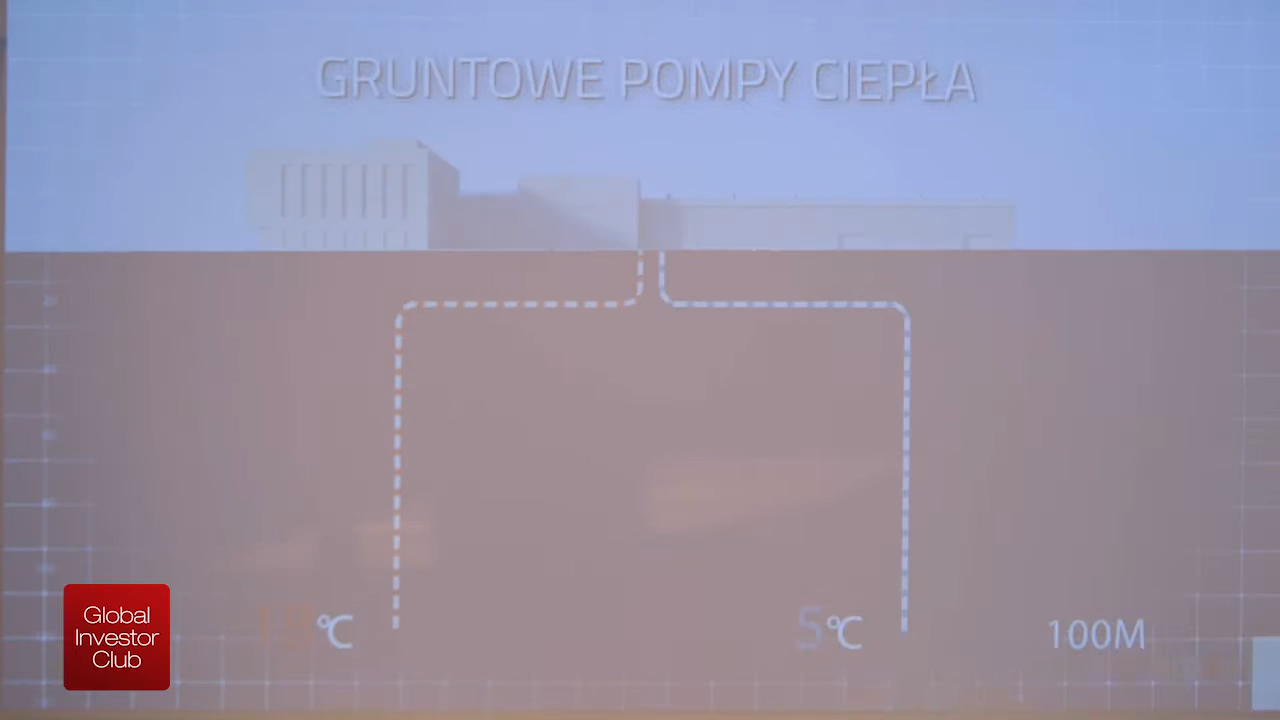 GRUNTOWE POMPY CIEPŁA
°C
5°C
100M
Global
Investor
Club